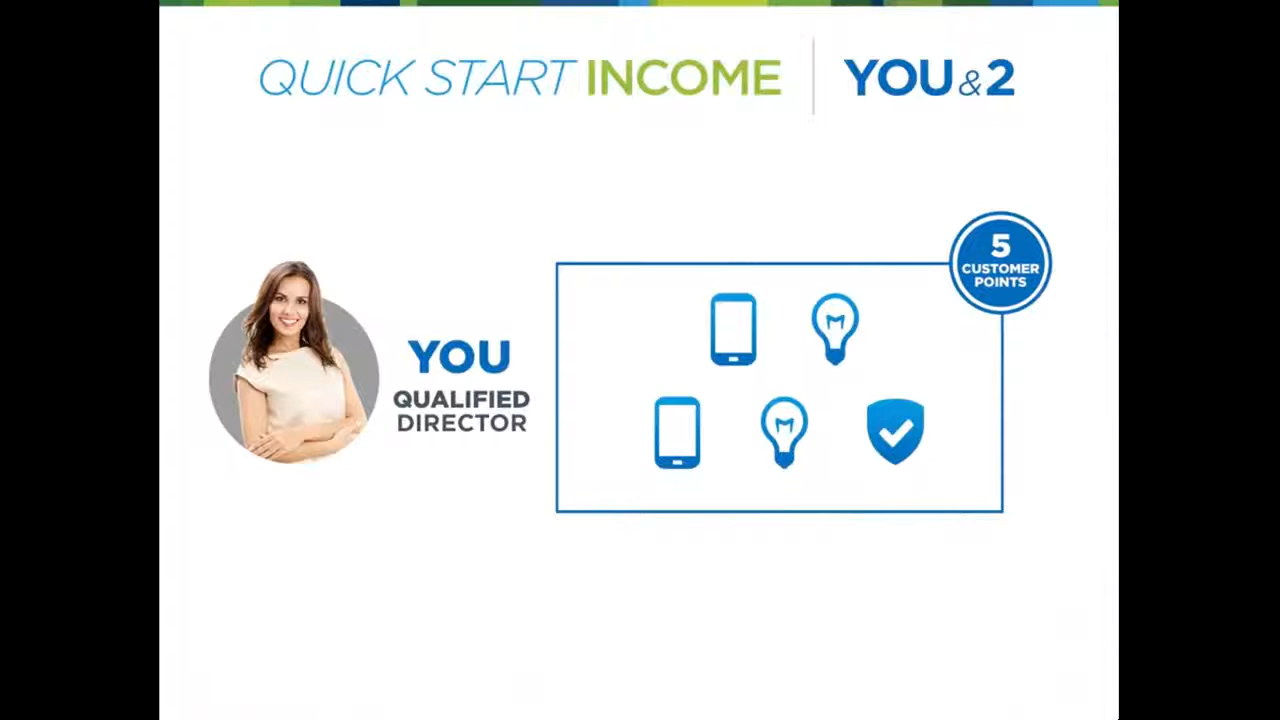 QUICK START INCOME
YOU & 2
5
CUSTOMER
POINTS
YOU
QUALIFIED
DIRECTOR